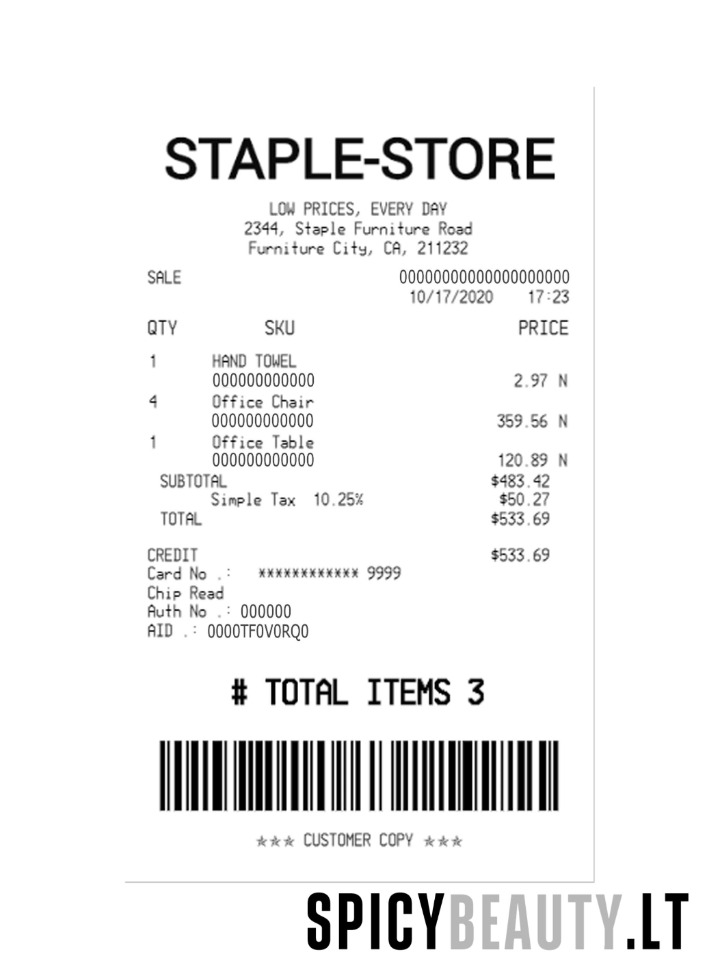 STAPLE-STORE
LOW PRICES, EVERY DAY
2344, Staple Furniture Road
Furniture City, CA, 211232
SALE 00000000000000000000
10/17/2020 17:23
QTY SKU PRICE
1 HAND TOWEL
000000000000 2.97 N
4 Office Chair
000000000000 359.56 N
1 Office Table
000000000000 120.89 N
SUBTOTAL $483.42
Simple Tax 10.25% $50.27
TOTAL $533.69
CREDIT $533.69
Card No .: ************ 9999
Chip Read
Auth No .: 000000
AID .: 0000TF0V0RQ0
# TOTAL ITEMS 3
*** CUSTOMER COPY ***
SPICYBEAUTY.LT